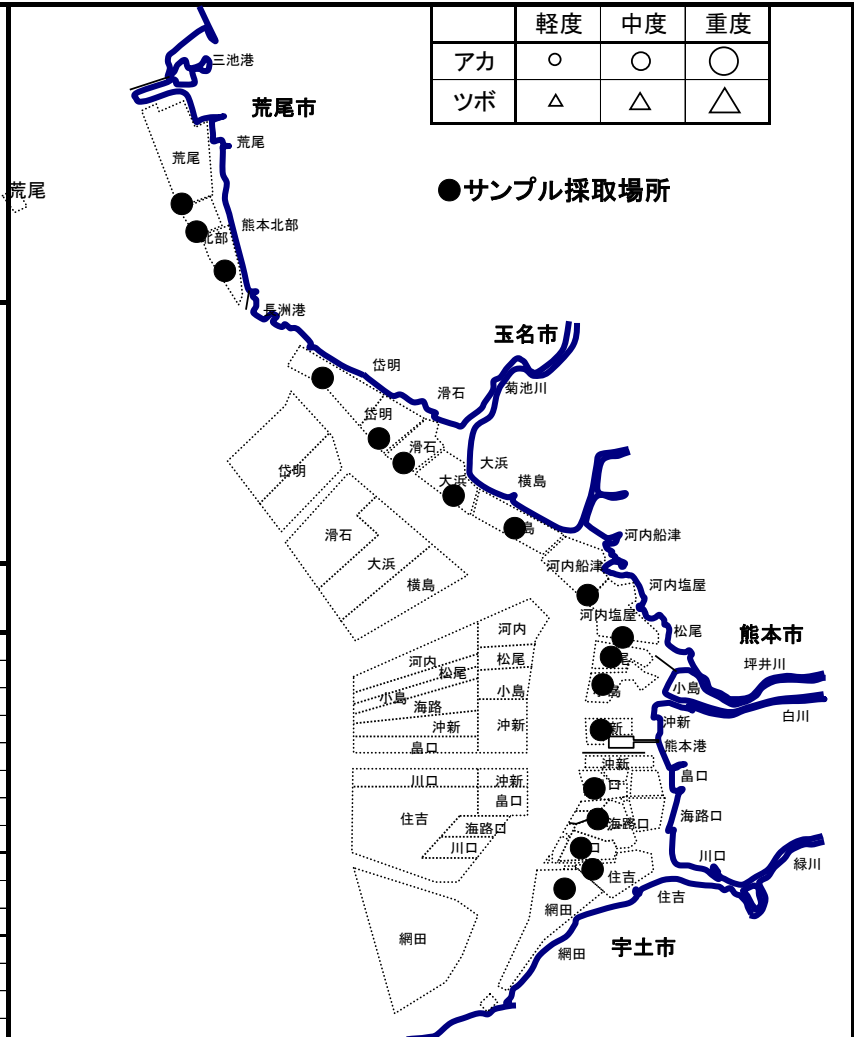 軽度 中度 重度
アカ
ツボ
三池港
荒尾市
荒尾
荒尾
荒尾
●サンプル採取場所
熊本北部
北部
長洲港
玉名市
岱明
滑石
菊池川
岱明
滑石
大浜
岱明
大浜
横島
滑石
河内船津
大浜
河内船津
横島
河内塩屋
河内塩屋
河内
松尾
熊本市
河内
松尾
坪井川
松尾
小島
小島
小島
海路
白川
沖新
沖新
沖新
熊本港
畠口
沖新
川口
沖新
畠口
畠口
住吉
海路口
海路口
海路口
川口
川口
緑川
住吉
住吉
網田
網田
宇土市
網田